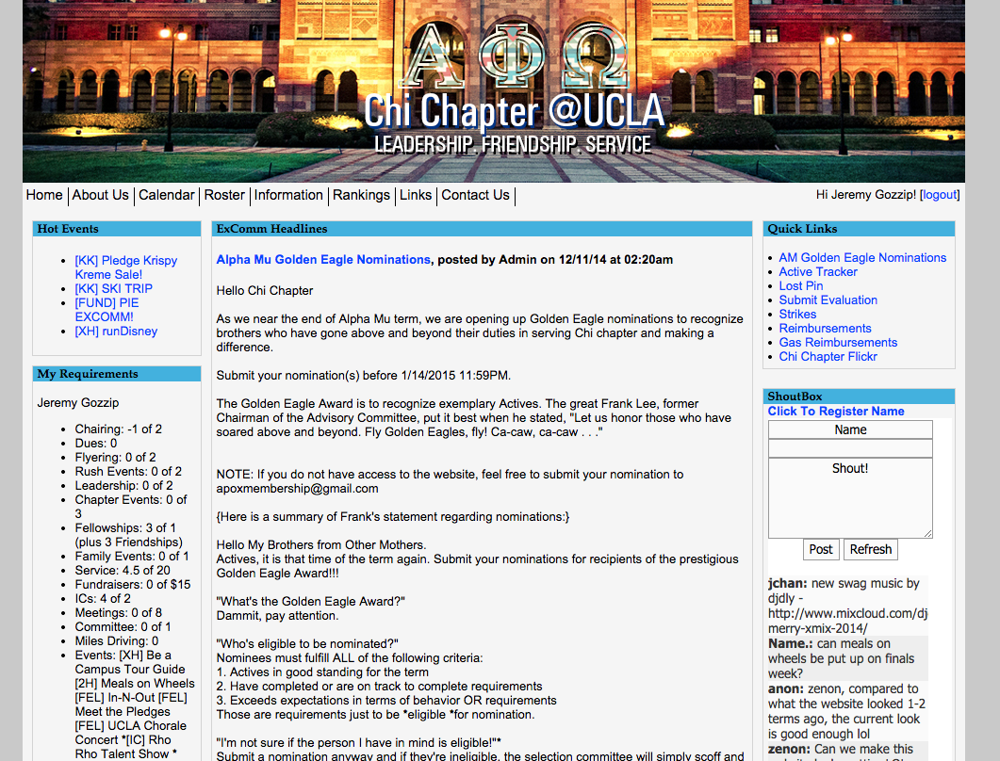 ΑΦΩ
Chi Chapter @UCLA
LEADERSHIP. FRIENDSHIP. SERVICE
Home
About Us
Calendar
Roster
Information
Rankings
Links
Contact Us
Hi Jeremy Gozzip! [logout]
Hot Events
[KK] Pledge Krispy
Kreme Sale!
[KK] SKI TRIP
[FUND] PIE
EXCOMM!
[XH] runDisney
My Requirements
Jeremy Gozzip
Chairing: -1 of 2
Dues: 0
Flyering: 0 of 2
Rush Events: 0 of 2
Leadership: 0 of 2
Chapter Events: 0 of
3
Fellowships: 3 of 1
(plus 3 Friendships)
Family Events: 0 of 1
Service: 4.5 of 20
Fundraisers: 0 of $15
ICs: 4 of 2
Meetings: 0 of 8
Committee: 0 of 1
Miles Driving: 0
Events: [XH] Be a
Campus Tour Guide
[2H] Meals on Wheels
[FEL] In-N-Out [FEL]
Meet the Pledges
[FEL] UCLA Chorale
Concert *[IC] Rho
Rho Talent Show *
ExComm Headlines
Alpha Mu Golden Eagle Nominations, posted by Admin on 12/11/14 at 02:20am
Hello Chi Chapter
As we near the end of Alpha Mu term, we are opening up Golden Eagle nominations to recognize
brothers who have gone above and beyond their duties in serving Chi chapter and making a
difference.
Submit your nomination(s) before 1/14/2015 11:59PM.
The Golden Eagle Award is to recognize exemplary Actives. The great Frank Lee, former
Chairman of the Advisory Committee, put it best when he stated, "Let us honor those who have
soared above and beyond. Fly Golden Eagles, fly! Ca-caw, ca-caw . . ."
NOTE: If you do not have access to the website, feel free to submit your nomination to
apoxmembership@gmail.com
{Here is a summary of Frank's statement regarding nominations:}
Hello My Brothers from Other Mothers.
Actives, it is that time of the term again. Submit your nominations for recipients of the prestigious
Golden Eagle Award!!!
"What's the Golden Eagle Award?"
Dammit, pay attention.
"Who's eligible to be nominated?"
Nominees must fulfill ALL of the following criteria:
1. Actives in good standing for the term
2. Have completed or are on track to complete requirements
3. Exceeds expectations in terms of behavior OR requirements
Those are requirements just to be *eligible *for nomination.
"I'm not sure if the person I have in mind is eligible!"*
Submit a nomination anyway and if they're ineligible, the selection committee will simply scoff and
Quick Links
AM Golden Eagle Nominations
Active Tracker
Lost Pin
Submit Evaluation
Strikes
Reimbursements
Gas Reimbursements
Chi Chapter Flickr
ShoutBox
Click To Register Name
Name
Shout!
Post
Refresh
jchan: new swag music by
djdly -
http://www.mixcloud.com/dj
merry-xmix-2014/
Name.: can meals on
wheels be put up on finals
week?
anon: zenon, compared to
what the website looked 1-2
terms ago, the current look
is good enough lol
zenon: Can we make this